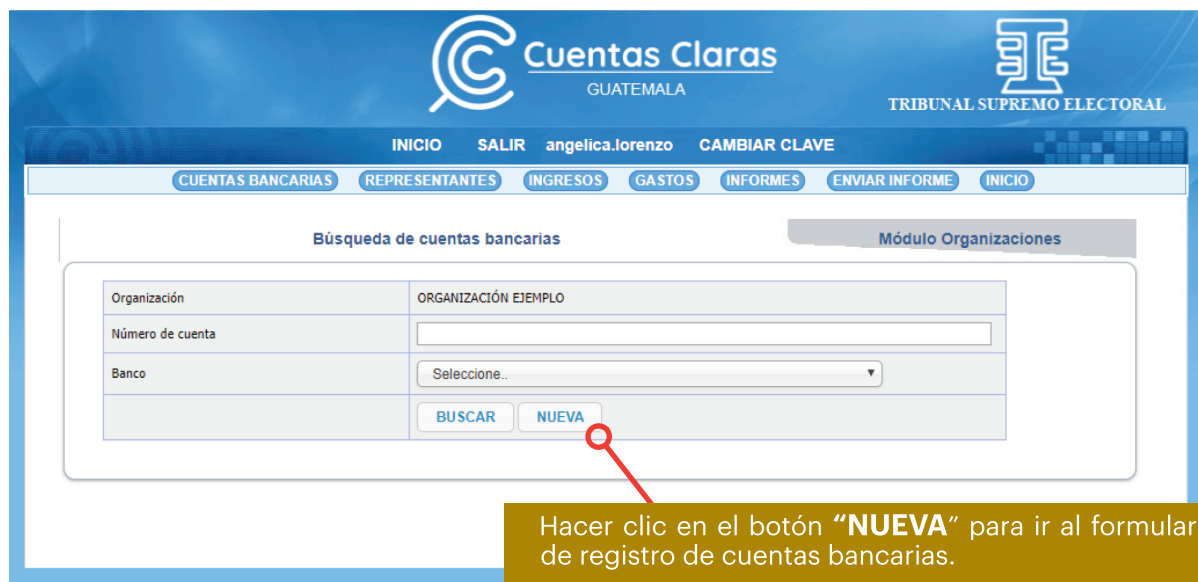 Cuentas Claras
GUATEMALA
TRIBUNAL SUPREMO ELECTORAL
INICIO SALIR angelica.lorenzo CAMBIAR CLAVE
CUENTAS BANCARIAS REPRESENTANTES INGRESOS GASTOS INFORMES ENVIAR INFORME INICIO
Búsqueda de cuentas bancarias Módulo Organizaciones
Organización ORGANIZACIÓN EJEMPLO
Número de cuenta
Banco Seleccione..
BUSCAR NUEVA
Hacer clic en el botón “NUEVA” para ir al formular
de registro de cuentas bancarias.